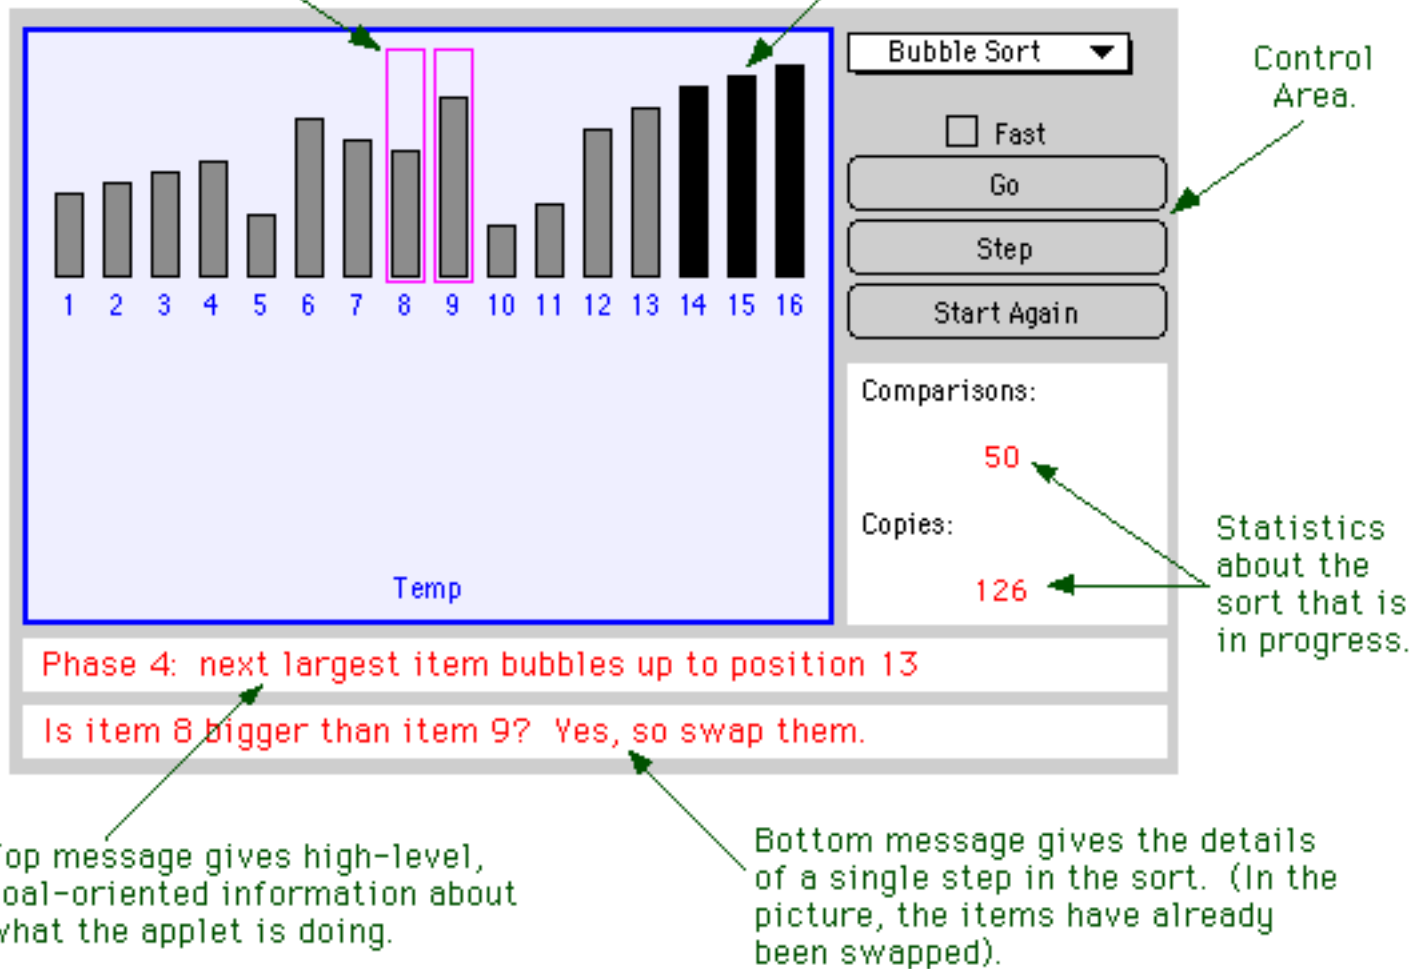 Bubble Sort
Control
Area.
Fast
Go
Step
Start Again
1 2 3 4 5 6 7 8 9 10 11 12 13 14 15 16
Comparisons:
50
Copies:
126
Statistics
about the
sort that is
in progress.
Temp
Phase 4: next largest item bubbles up to position 13
Is item 8 bigger than item 9? Yes, so swap them.
op message gives high-level,
oal-oriented information about
what the applet is doing.
Bottom message gives the details
of a single step in the sort. (In the
picture, the items have already
been swapped).